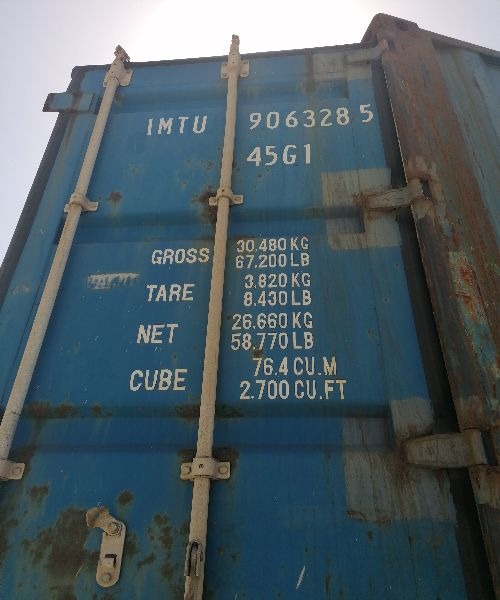 IMTU 906328 5
45G1
GROSS 30.480 KG
67.200 LB
TARE 3.820 KG
8.430 LB
NET 26.660 KG
58.770 LB
CUBE 76.4 CU.M
2.700 CU.FT